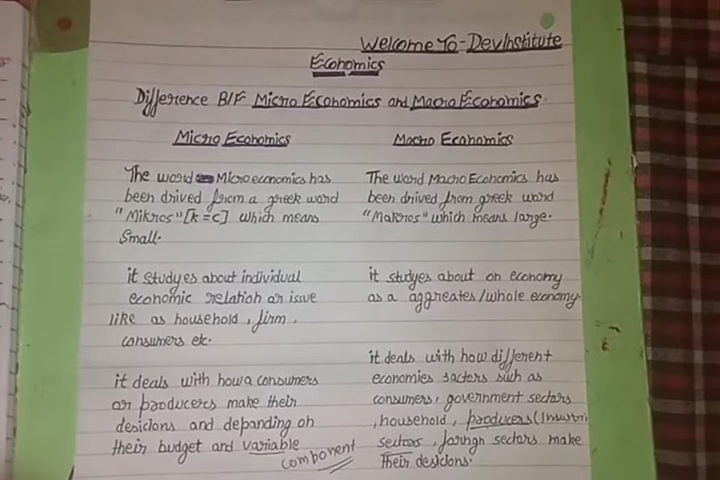 Welcome To - DevInstitute
Economics
Difference B/F Micro Economics and Macro Economics.
Micro Economics
The word Microeconomics has
been drived from a greek word
"Mikros" [k = c] which means
Small.
it studyes about individual
economic relation or issue
like as household, firm,
consumers etc.
it deals with how a consumers
or producers make their
desicions and depanding on
their budget and variable
component
Macro Economics
The word Macro Economics has
been drived from greek word
"Makros" which means large.
it studyes about on economy
as a aggreates/whole economy.
it deals with how different
economies sactors such as
consumers, government sectors
, household, producers
sectors, foringn sectors make
their desicions.